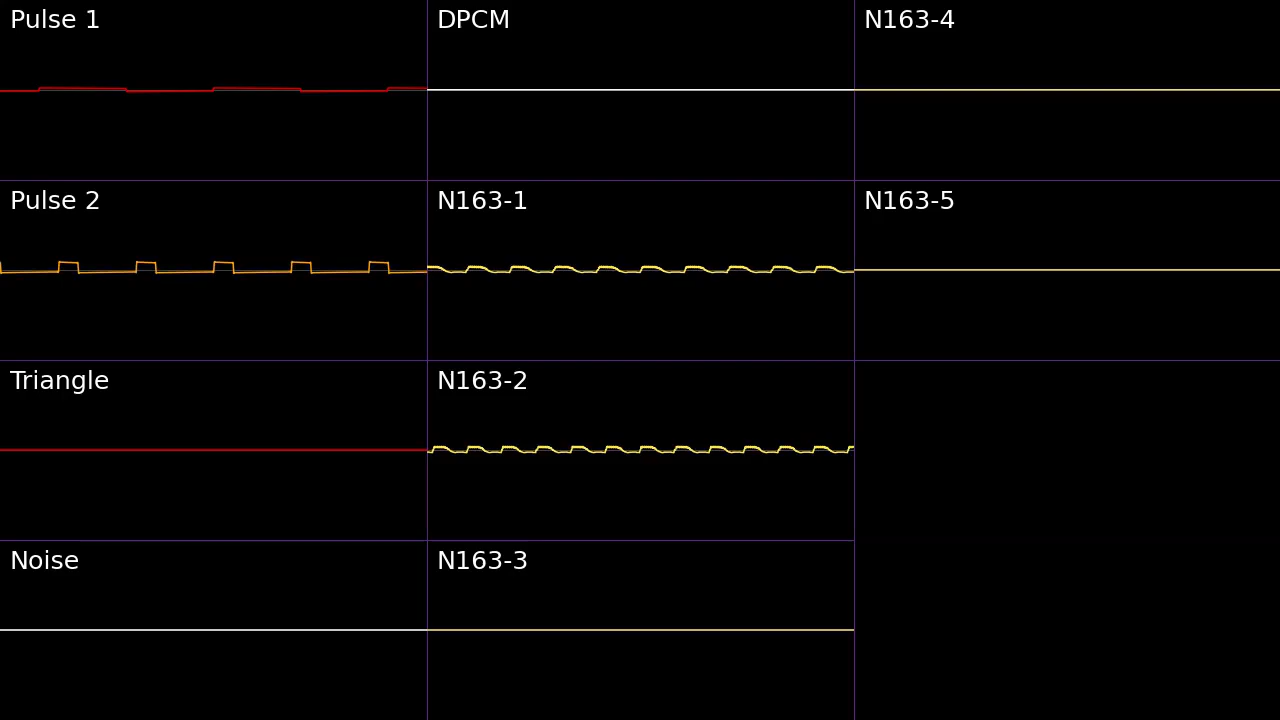 Pulse 1
DPCM
N163-4
Pulse 2
N163-1
N163-5
Triangle
N163-2
Noise
N163-3